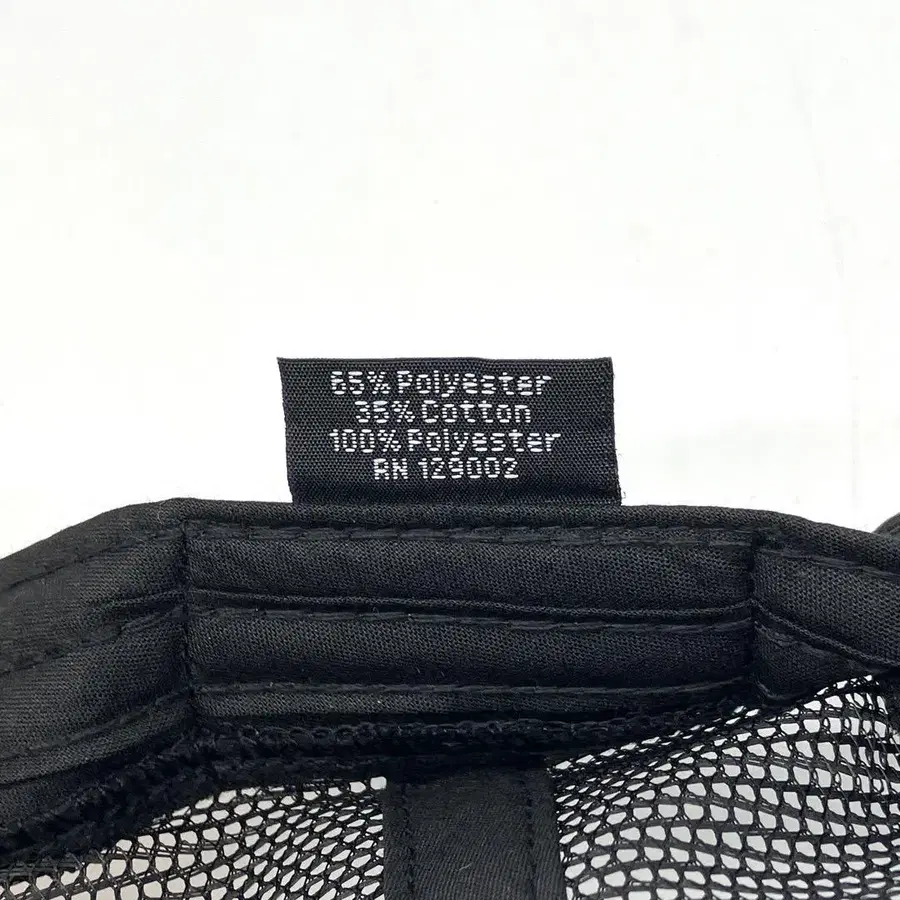 65% Polyester
35% Cotton
100% Polyester
RN 129002